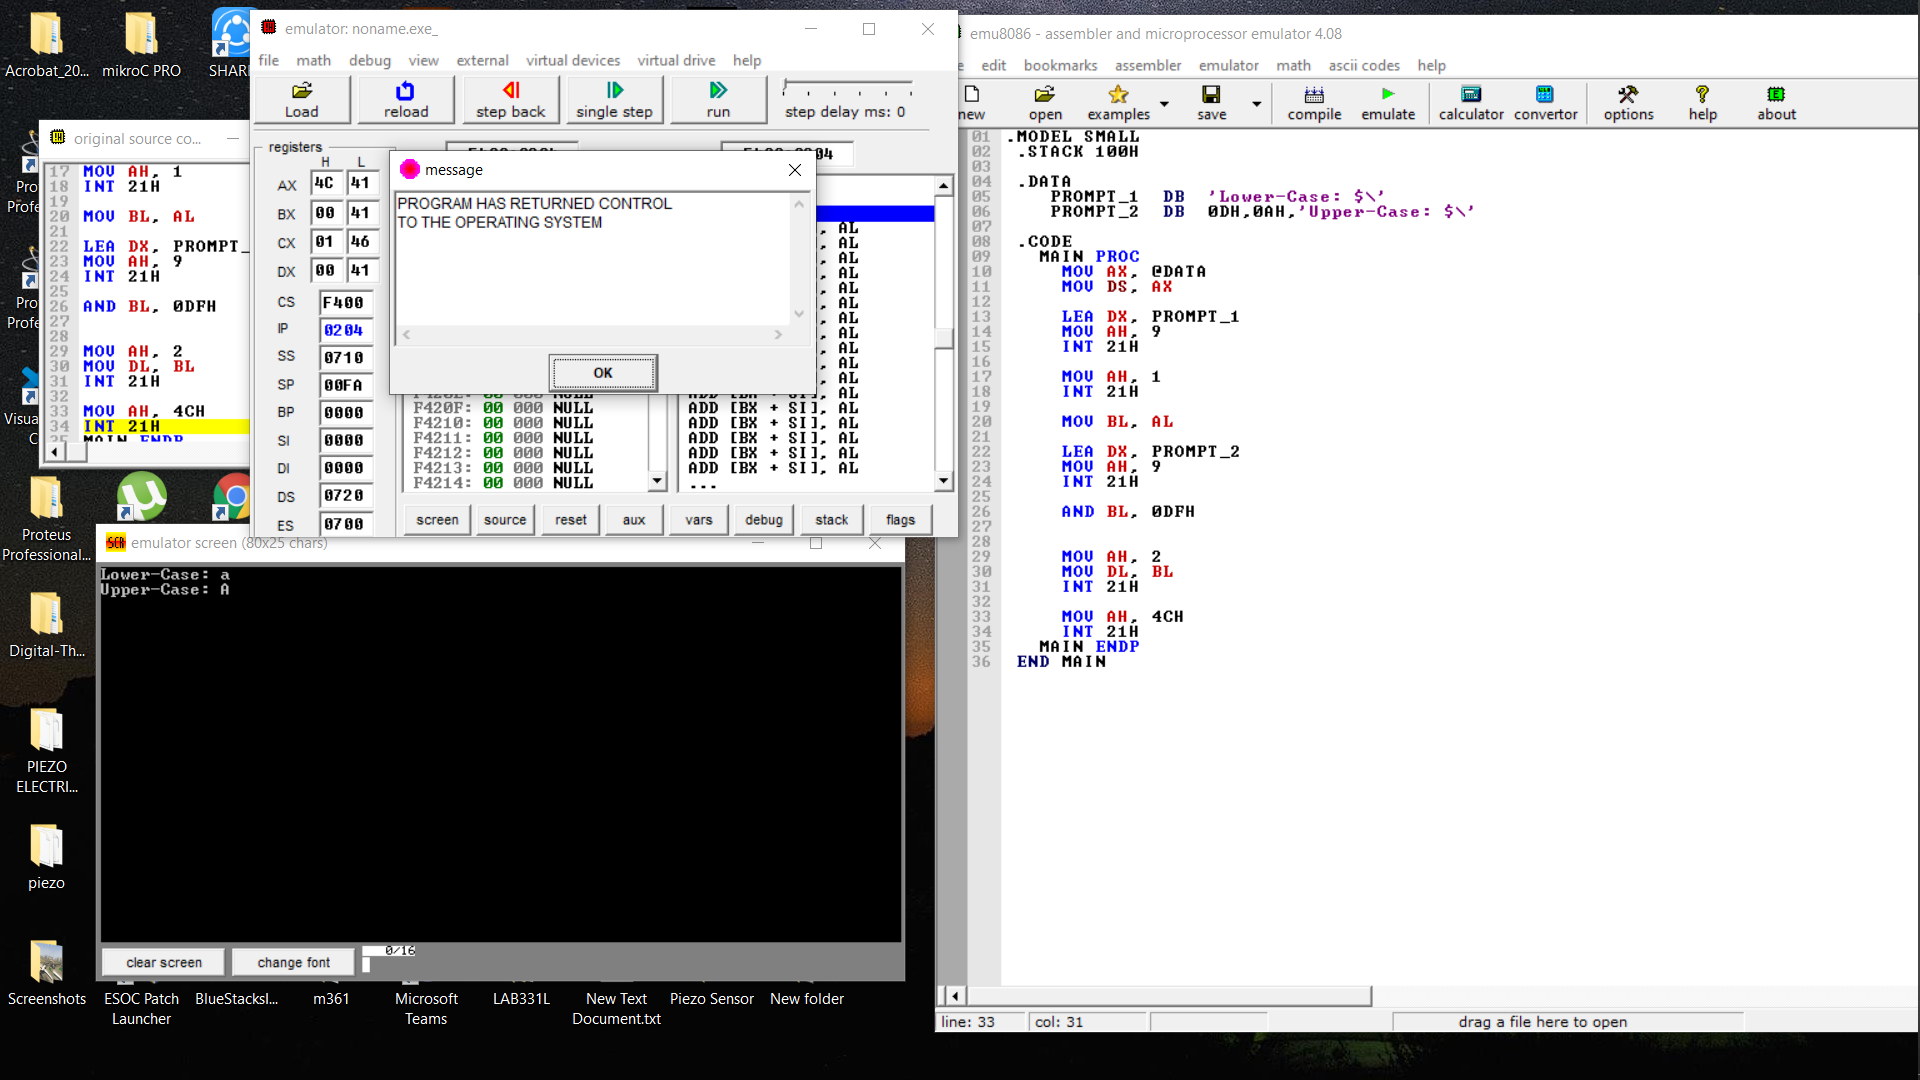 Acrobat_20...
mikroC PRO
SHAR
Pro
Profe
Pro
Profe
Visua
C
Proteus
Professional...
Digital-Th...
PIEZO
ELECTRI...
piezo
Screenshots
ESOC Patch
Launcher
BlueStacksI...
m361
Microsoft
Teams
LAB331L
New Text
Document.txt
Piezo Sensor
New folder
original source co...
17 MOV AH, 1
18 INT 21H
19
20 MOV BL, AL
21
22 LEA DX, PROMPT_
23 MOV AH, 9
24 INT 21H
25
26 AND BL, 0DFH
27
28
29 MOV AH, 2
30 MOV DL, BL
31 INT 21H
32
33 MOV AH, 4CH
34 INT 21H
35 MAIN ENDP
emulator: noname.exe_
file math debug view external virtual devices virtual drive help
Load reload step back single step run step delay ms: 0
registers
H L
AX 4C 41
BX 00 41
CX 01 46
DX 00 41
CS F400
IP 0204
SS 0710
SP 00FA
BP 0000
SI 0000
DI 0000
DS 0720
ES 0700
message
PROGRAM HAS RETURNED CONTROL
TO THE OPERATING SYSTEM
OK
, AL
, AL
, AL
, AL
, AL
, AL
, AL
, AL
, AL
, AL
, AL
F420E: 00 000 NULL ADD [BX + SI], AL
F420F: 00 000 NULL ADD [BX + SI], AL
F4210: 00 000 NULL ADD [BX + SI], AL
F4211: 00 000 NULL ADD [BX + SI], AL
F4212: 00 000 NULL ADD [BX + SI], AL
F4213: 00 000 NULL ADD [BX + SI], AL
F4214: 00 000 NULL ...
screen source reset aux vars debug stack flags
SCR emulator screen (80x25 chars)
Lower-Case: a
Upper-Case: A
clear screen change font 0/16
emu8086 - assembler and microprocessor emulator 4.08
e edit bookmarks assembler emulator math ascii codes help
new open examples save compile emulate calculator convertor options help about
01 .MODEL SMALL
02 .STACK 100H
03
04 .DATA
05 PROMPT_1 DB 'Lower-Case: $\'
06 PROMPT_2 DB 0DH,0AH,'Upper-Case: $\'
07
08 .CODE
09 MAIN PROC
10 MOV AX, @DATA
11 MOV DS, AX
12
13 LEA DX, PROMPT_1
14 MOV AH, 9
15 INT 21H
16
17 MOV AH, 1
18 INT 21H
19
20 MOV BL, AL
21
22 LEA DX, PROMPT_2
23 MOV AH, 9
24 INT 21H
25
26 AND BL, 0DFH
27
28
29 MOV AH, 2
30 MOV DL, BL
31 INT 21H
32
33 MOV AH, 4CH
34 INT 21H
35 MAIN ENDP
36 END MAIN
line: 33 col: 31 drag a file here to open